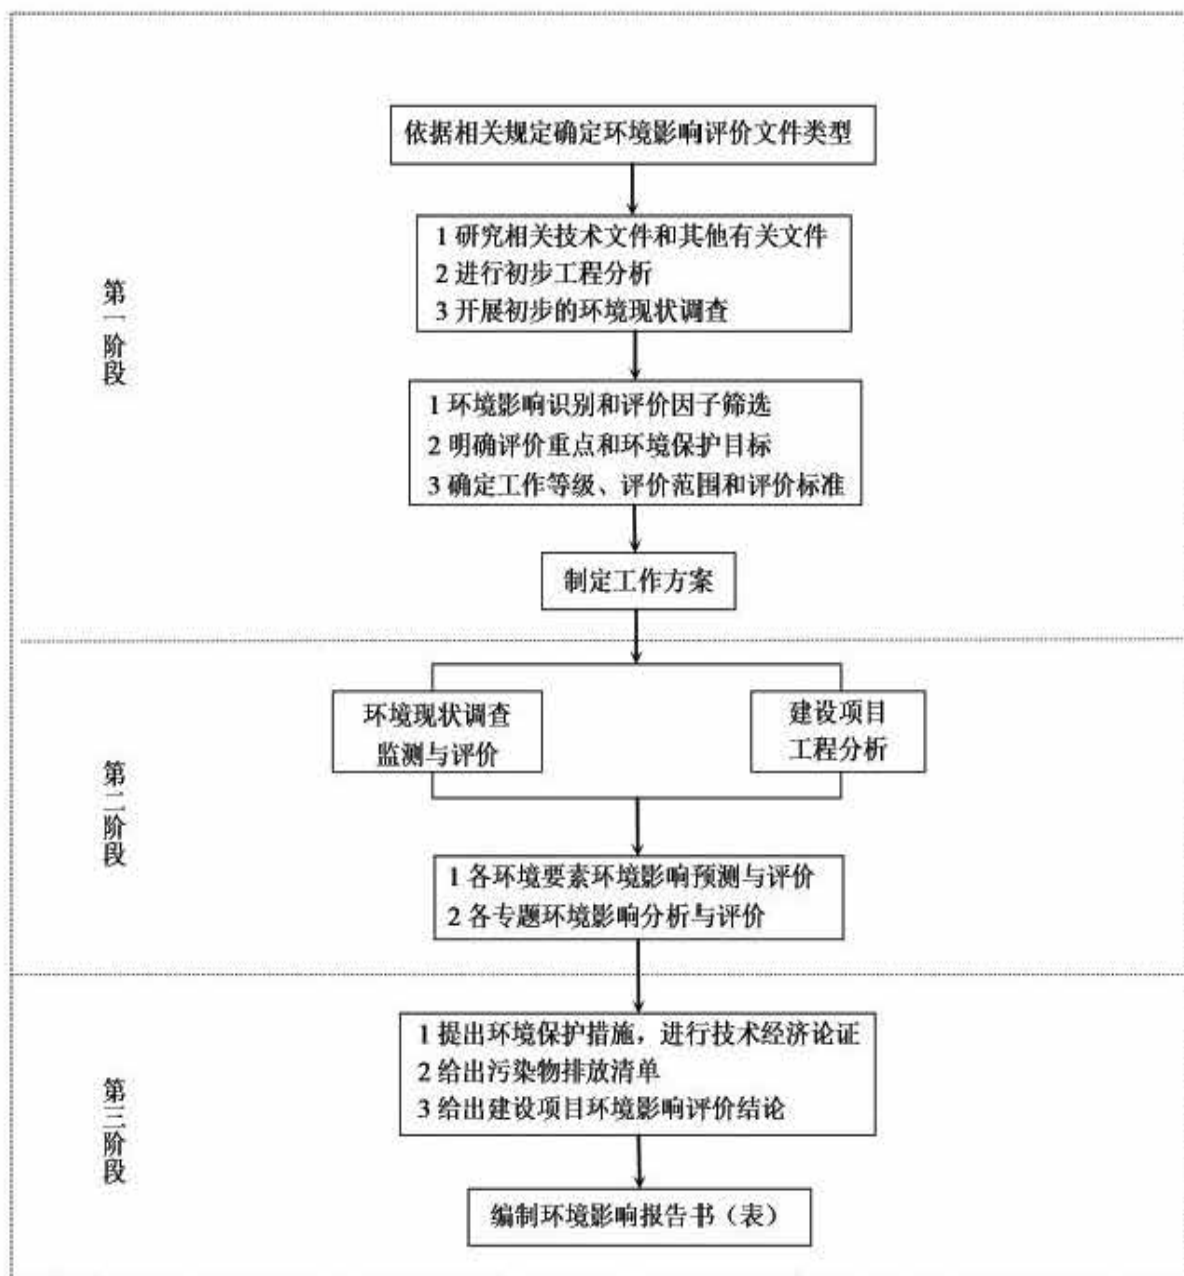 依据相关规定确定环境影响评价文件类型
1 研究相关技术文件和其他有关文件
2 进行初步工程分析
3 开展初步的环境现状调查
第一阶段
1 环境影响识别和评价因子筛选
2 明确评价重点和环境保护目标
3 确定工作等级、评价范围和评价标准
制定工作方案
环境现状调查
监测与评价
建设项目
工程分析
第二阶段
1 各环境要素环境影响预测与评价
2 各专题环境影响分析与评价
1 提出环境保护措施，进行技术经济论证
2 给出污染物排放清单
3 给出建设项目环境影响评价结论
第三阶段
编制环境影响报告书（表）